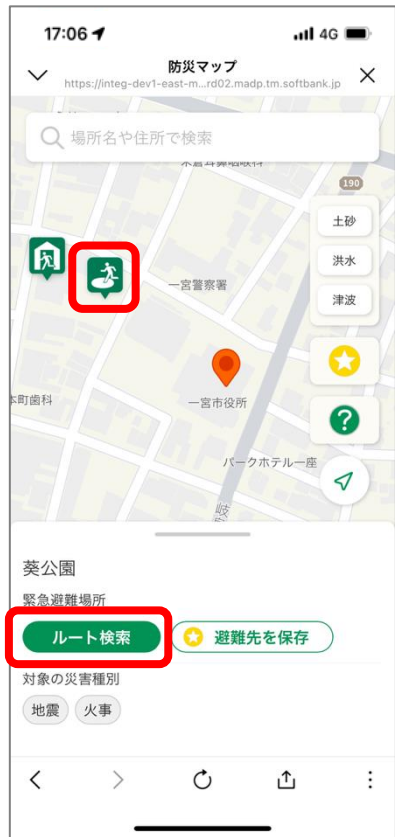 17:06
4G
防災マップ
https://integ-dev1-east-m...rd02.madp.tm.softbank.jp
場所名や住所で検索
190
土砂
洪水
津波
一宮警察署
本町歯科
一宮市役所
?
パークホテル一座
岐
葵公園
緊急避難場所
ルート検索
避難先を保存
対象の災害種別
地震
火事